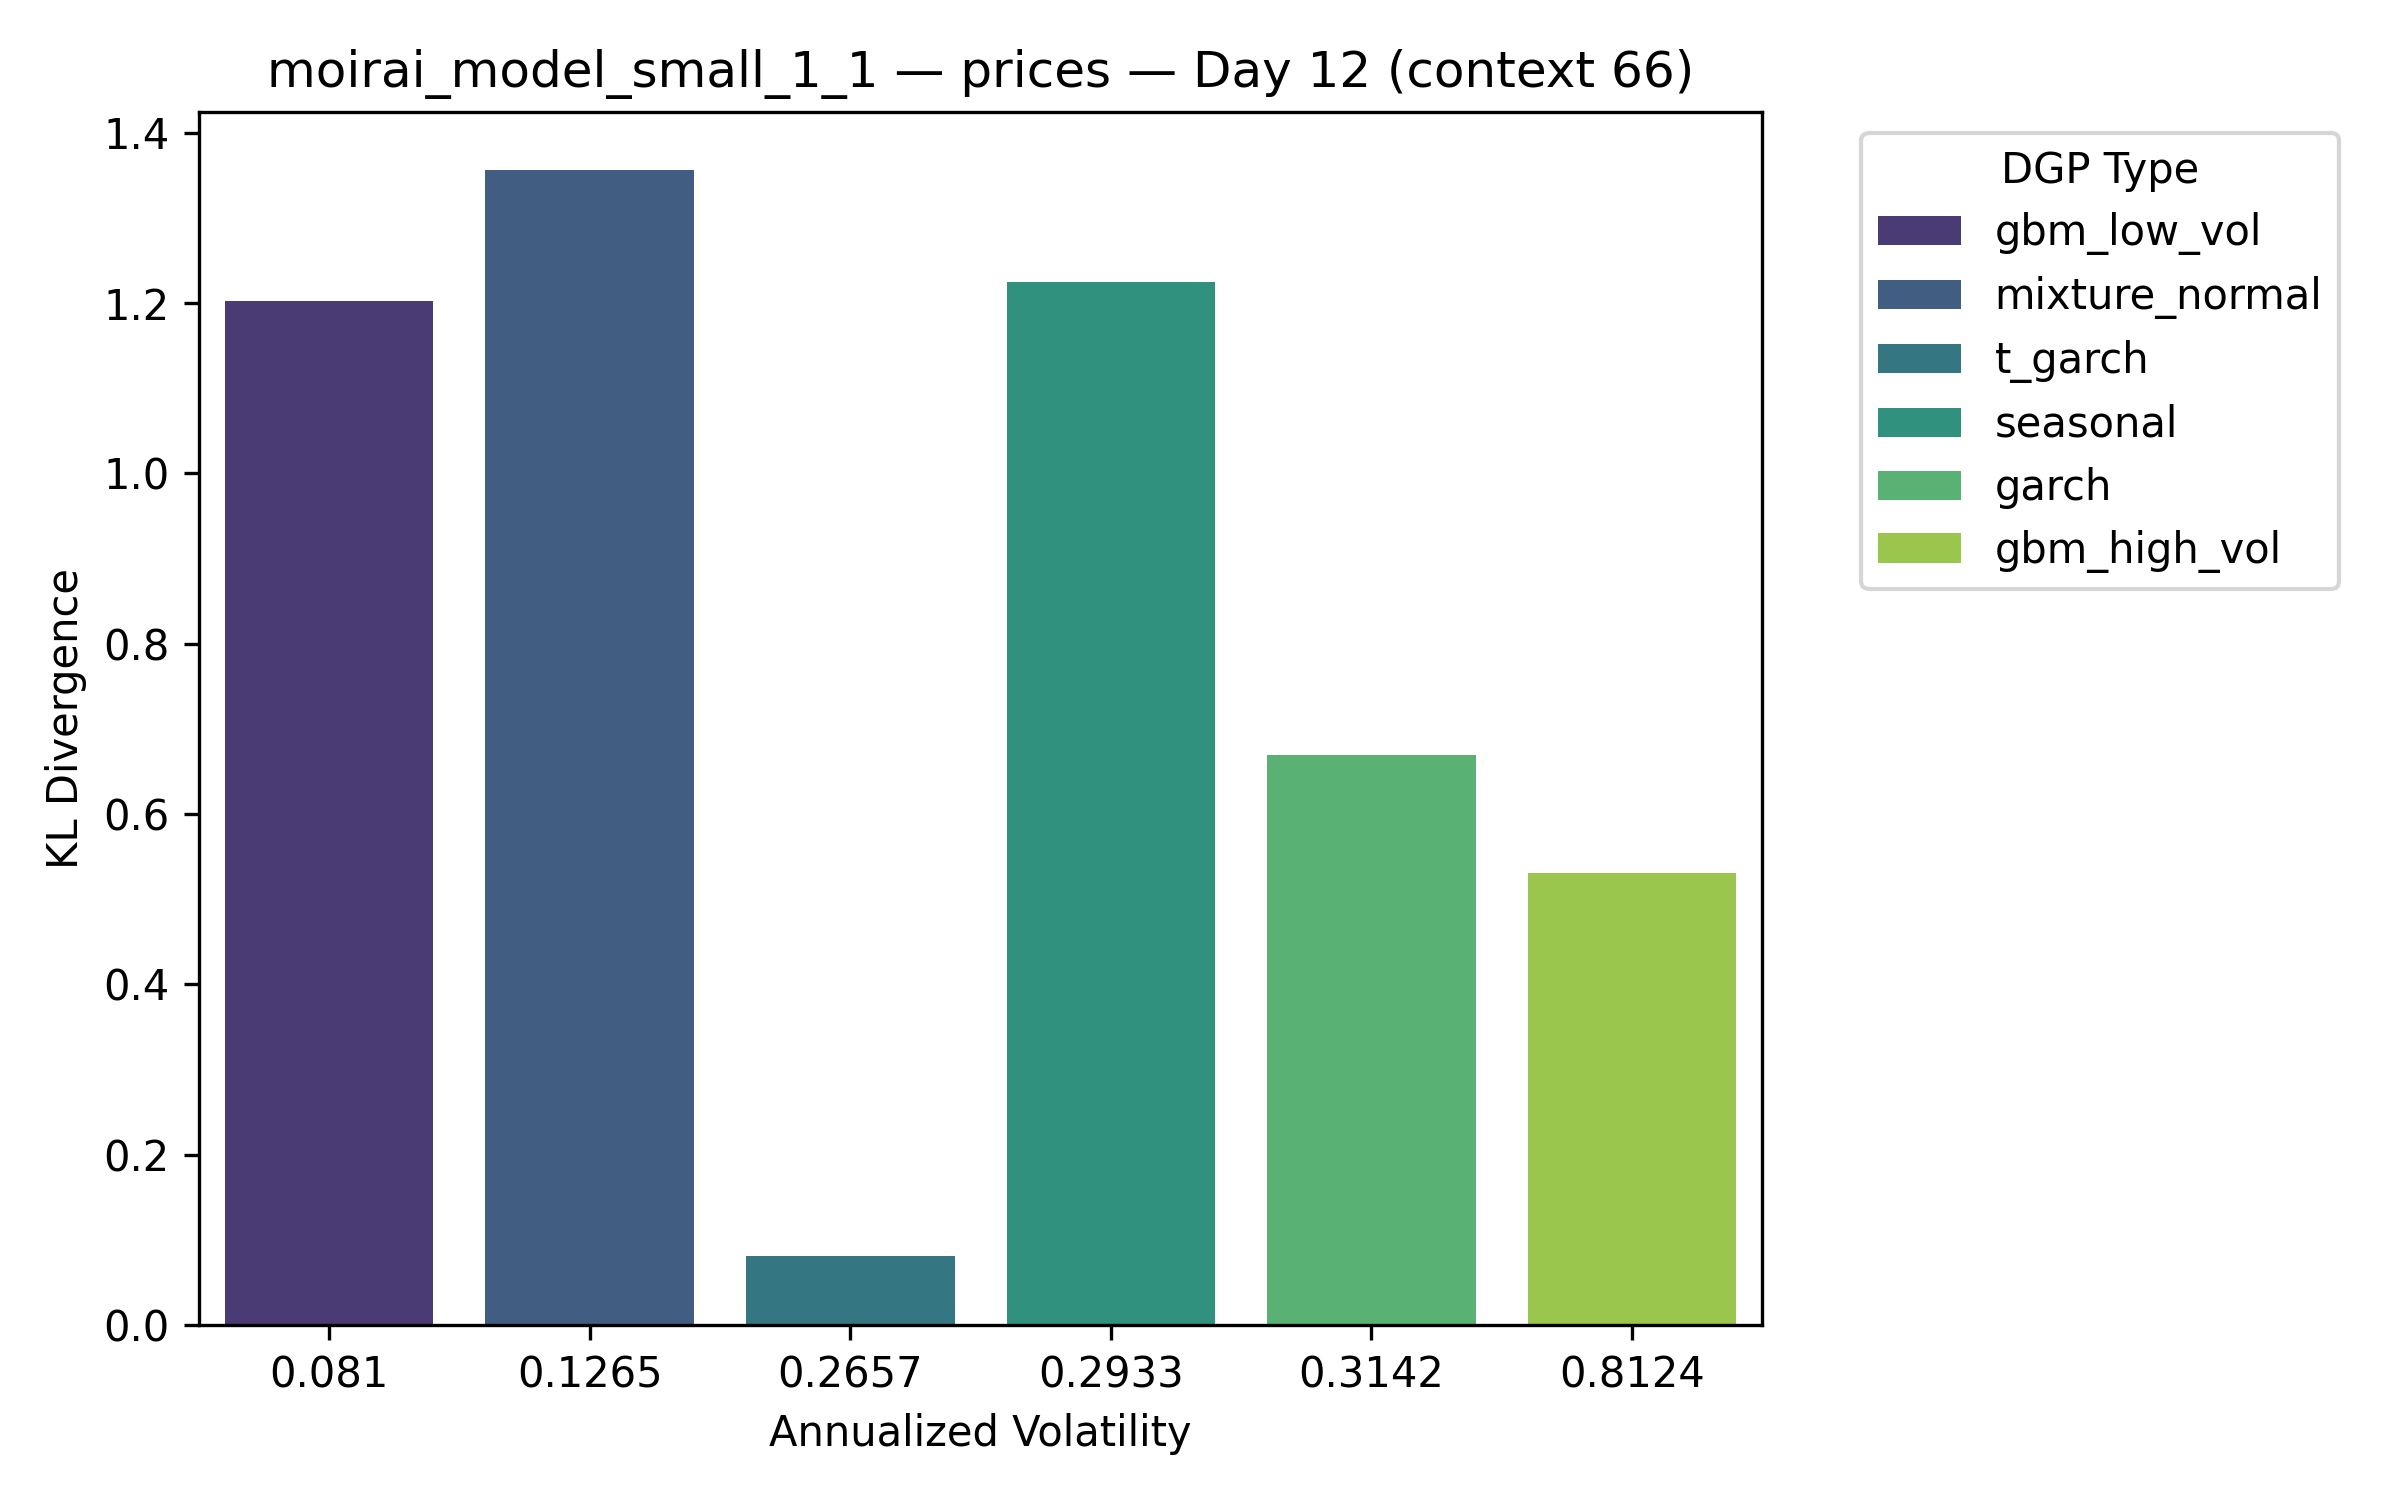 moirai_model_small_1_1 — prices — Day 12 (context 66)
1.4
1.2
1.0
0.8
0.6
0.4
0.2
0.0
KL Divergence
0.081 0.1265 0.2657 0.2933 0.3142 0.8124
Annualized Volatility
DGP Type
gbm_low_vol
mixture_normal
t_garch
seasonal
garch
gbm_high_vol